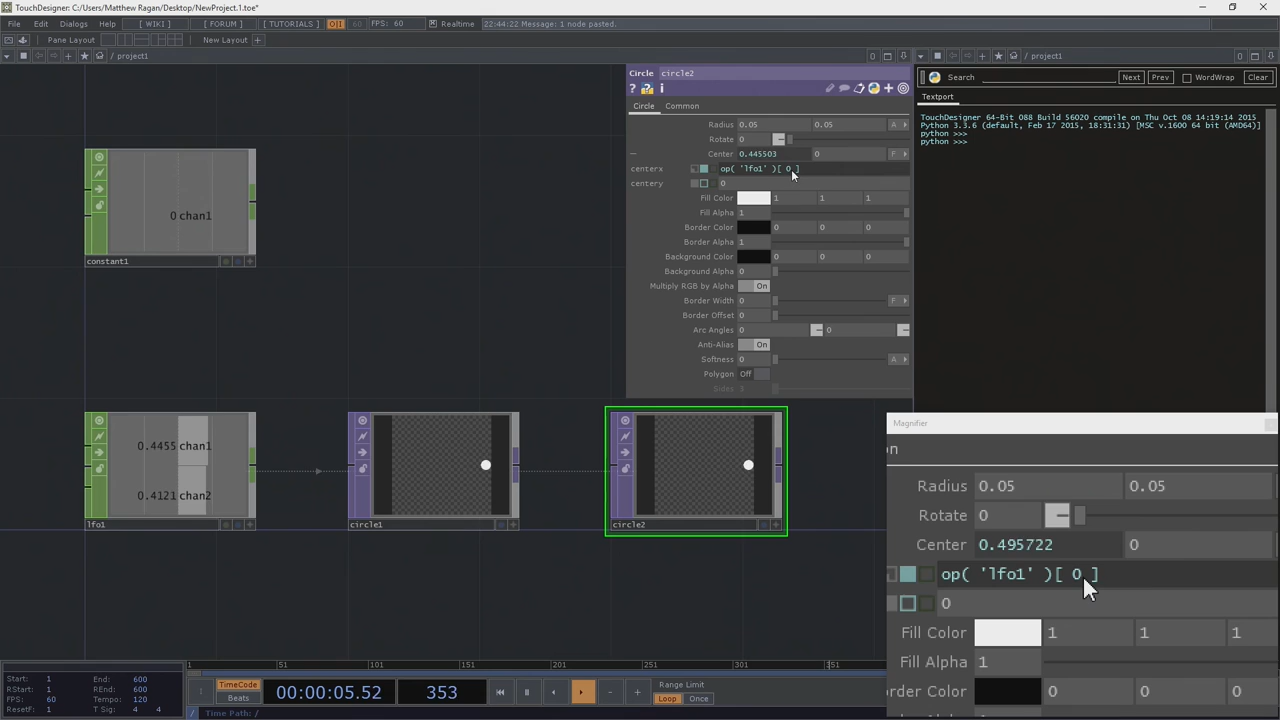 TouchDesigner: C:/Users/Matthew Ragan/Desktop/NewProject.1.toe*
File Edit Dialogs Help [ WIKI ] [ FORUM ] [ TUTORIALS ] O|I FPS: 60 Realtime 22:44:22 Message: 1 node pasted.
Pane Layout New Layout +
/ project1
0
/ project1
0
Circle circle2
Circle Common
Radius 0.05 0.05 A
Rotate 0
Center 0.445503 0 F
centerx op( 'lfo1' )[ 0 ]
centery 0
Fill Color 1 1 1
Fill Alpha 1
Border Color 0 0 0
Border Alpha 1
Background Color 0 0 0
Background Alpha 0
Multiply RGB by Alpha On
Border Width 0 F
Border Offset 0
Arc Angles 0 0
Anti-Alias On
Softness 0 A
Polygon Off
Sides 3
Search Next Prev WordWrap Clear
Textport
TouchDesigner 64-Bit 088 Build 56020 compile on Thu Oct 08 14:19:14 2015
Python 3.3.6 (default, Feb 17 2015, 18:31:31) [MSC v.1600 64 bit (AMD64)]
python >>>
python >>>
0 chan1
constant1
0.4455 chan1
0.4121 chan2
lfo1
circle1
circle2
Magnifier
on
Radius 0.05 0.05
Rotate 0
Center 0.495722 0
op( 'lfo1' )[ 0 ]
0
Fill Color 1 1 1
Fill Alpha 1
order Color 0 0 0
1 51 101 151 201 251 301 351
Start: 1 End: 600
RStart: 1 REnd: 600
FPS: 60 Tempo: 120
ResetF: 1 T Sig: 4 4
TimeCode
Beats
00:00:05.52
353
Range Limit
Loop Once
/ Time Path: /